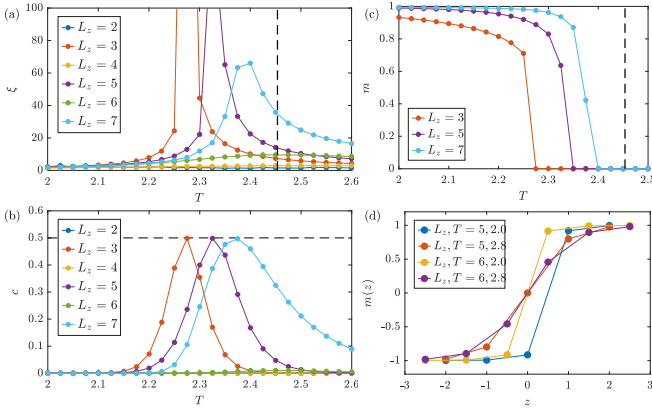 (a)
100
80
60
40
20
0
ξ
L_z = 2
L_z = 3
L_z = 4
L_z = 5
L_z = 6
L_z = 7
2 2.1 2.2 2.3 2.4 2.5 2.6
T
(c)
1
0.8
0.6
0.4
0.2
0
m
L_z = 3
L_z = 5
L_z = 7
2 2.1 2.2 2.3 2.4 2.5
T
(b)
0.5
0.4
0.3
0.2
0.1
0
c
L_z = 2
L_z = 3
L_z = 4
L_z = 5
L_z = 6
L_z = 7
2 2.1 2.2 2.3 2.4 2.5 2.6
T
(d)
1
0.5
0
-0.5
-1
m(z)
L_z, T = 5, 2.0
L_z, T = 5, 2.8
L_z, T = 6, 2.0
L_z, T = 6, 2.8
-3 -2 -1 0 1 2 3
z